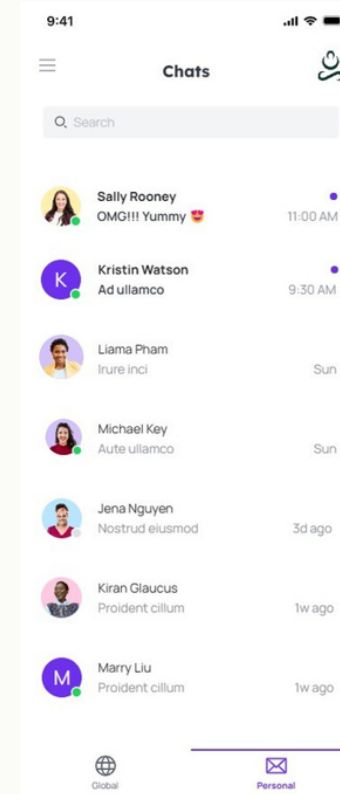 9:41
Chats
Search
Sally Rooney
OMG!!! Yummy 😍
11:00 AM
K
Kristin Watson
Ad ullamco
9:30 AM
Liama Pham
Irure inci
Sun
Michael Key
Aute ullamco
Sun
Jena Nguyen
Nostrud eiusmod
3d ago
Kiran Glaucus
Proident cillum
1w ago
M
Marry Liu
Proident cillum
1w ago
Global
Personal